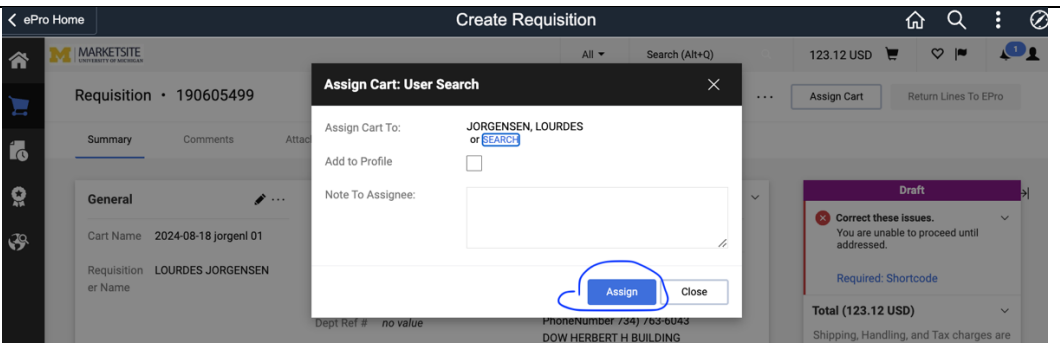 ePro Home
Create Requisition
M MARKETSITE
UNIVERSITY OF MICHIGAN
All
Search (Alt+Q)
123.12 USD
1
Requisition • 190605499
...
Assign Cart
Return Lines To EPro
Summary
Comments
Attac
Assign Cart: User Search
Assign Cart To:
JORGENSEN, LOURDES
or SEARCH
Add to Profile
Note To Assignee:
Assign
Close
General
...
Cart Name
2024-08-18 jorgenl 01
Requisition
er Name
LOURDES JORGENSEN
Dept Ref #
no value
PhoneNumber 734) 763-6043
DOW HERBERT H BUILDING
Draft
Correct these issues.
You are unable to proceed until
addressed.
Required: Shortcode
Total (123.12 USD)
Shipping, Handling, and Tax charges are